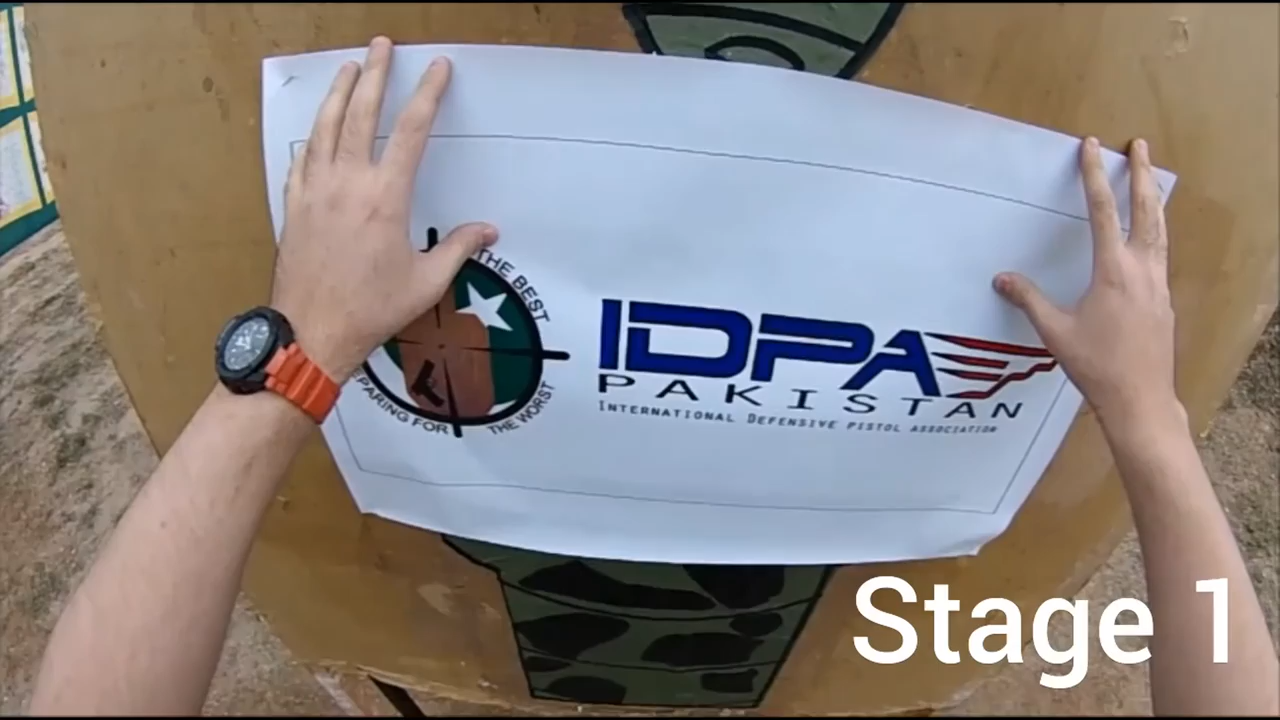 THE BEST
PARING FOR
THE WORST
IDPA
PAKISTAN
INTERNATIONAL DEFENSIVE PISTOL ASSOCIATION
Stage 1